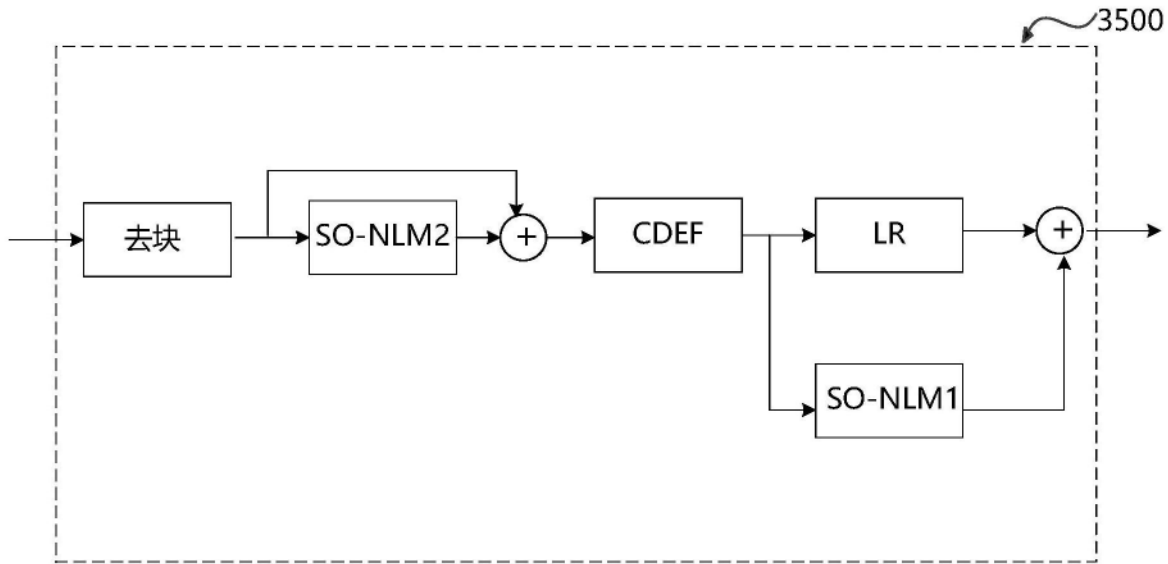 3500
去块
SO-NLM2
+
CDEF
LR
+
SO-NLM1